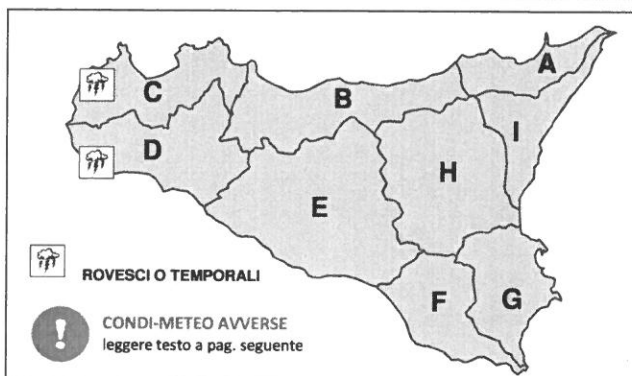 A
C
B
I
D
H
E
F
G
ROVESCI O TEMPORALI
!
CONDI-METEO AVVERSE
leggere testo a pag. seguente